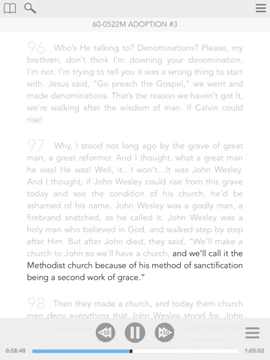 60-0522M ADOPTION #3
96 Who's He talking to? Denominations? Please, my
brethren, don't think I'm downing your denomination,
I'm not. I'm trying to tell you it was a wrong thing to start
with. Jesus said, "Go preach the Gospel," we went and
made denominations. That's the reason we haven't got It,
we're walking after the wisdom of man. If Calvin could
rise!
97 Why, I stood not long ago by the grave of great
man, a great reformer. And I thought, what a great man
he was! He was! Well, it...I won't...It was John Wesley.
And I thought, if John Wesley could rise from this grave
today and see the condition of his church, he'd be
ashamed of his name. John Wesley was a godly man, a
firebrand snatched, as he called it. John Wesley was a
holy man who believed in God, and walked step by step
after Him. But after John died, they said, "We'll make a
church to John so we'll have a church, and we'll call it the
Methodist church because of his method of sanctification
being a second work of grace."
98 Then they made a church, and today them church
men deny everything that John Wesley stood for. John
0:58:48
1:05:02